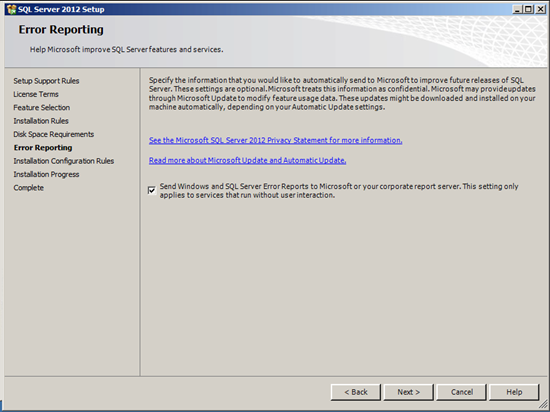 SQL Server 2012 Setup
Error Reporting
Help Microsoft improve SQL Server features and services.
Setup Support Rules
License Terms
Feature Selection
Installation Rules
Disk Space Requirements
Error Reporting
Installation Configuration Rules
Installation Progress
Complete
Specify the information that you would like to automatically send to Microsoft to improve future releases of SQL
Server. These settings are optional. Microsoft treats this information as confidential. Microsoft may provide updates
through Microsoft Update to modify feature usage data. These updates might be downloaded and installed on your
machine automatically, depending on your Automatic Update settings.
See the Microsoft SQL Server 2012 Privacy Statement for more information.
Read more about Microsoft Update and Automatic Update.
Send Windows and SQL Server Error Reports to Microsoft or your corporate report server. This setting only
applies to services that run without user interaction.
< Back
Next >
Cancel
Help